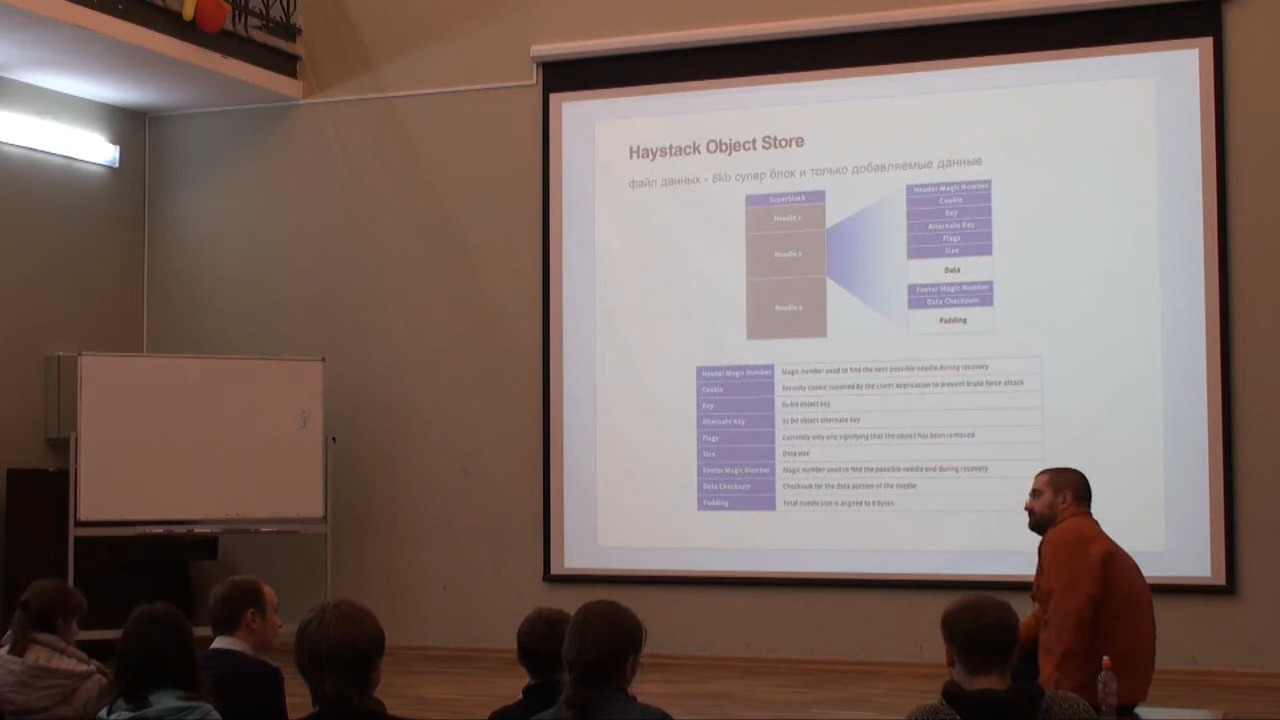 Haystack Object Store
файл данных - 8kb супер блок и только добавляемые данные
Superblock
Needle 1
Needle 2
Needle 3
Header Magic Number
Cookie
Key
Alternate Key
Flags
Size
Data
Footer Magic Number
Data Checksum
Padding
Header Magic Number Magic number used to find the next possible needle during recovery
Cookie Security cookie supplied by the client application to prevent brute force attack
Key 64-bit object key
Alternate Key 32 bit object alternate key
Flags Currently only one signifying that the object has been removed
Size Data size
Footer Magic Number Magic number used to find the possible needle end during recovery
Data Checksum Checksum for the data portion of the needle
Padding Total needle size is aligned to 8 bytes